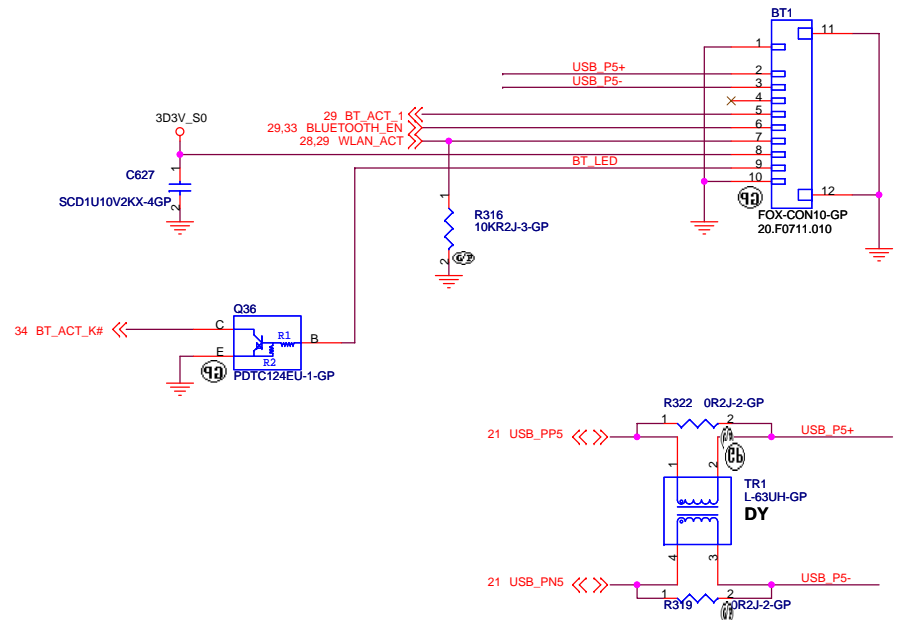 BT1
11
1
USB_P5+
2
USB_P5-
3
4
3D3V_S0
29 BT_ACT_1
5
29,33 BLUETOOTH_EN
6
28,29 WLAN_ACT
7
8
BT_LED
9
10
1
C627
SCD1U10V2KX-4GP
2
12
GP
FOX-CON10-GP
20.F0711.010
1
R316
10KR2J-3-GP
2
G/P
Q36
34 BT_ACT_K#
C
R1
B
E
R2
GP
PDTC124EU-1-GP
R322 0R2J-2-GP
1
2
21 USB_PP5
USB_P5+
GP
1
2
TR1
L-63UH-GP
DY
4
3
21 USB_PN5
USB_P5-
1
2
R319
0R2J-2-GP